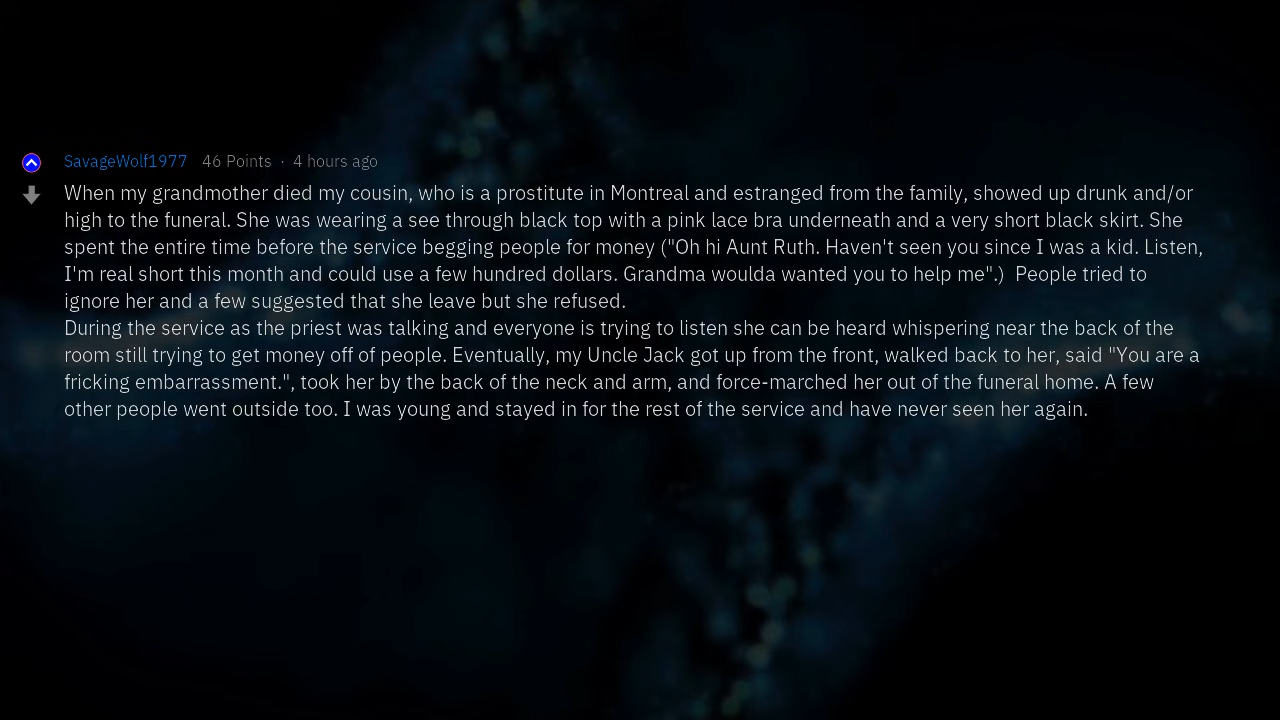 SavageWolf1977 46 Points · 4 hours ago
When my grandmother died my cousin, who is a prostitute in Montreal and estranged from the family, showed up drunk and/or
high to the funeral. She was wearing a see through black top with a pink lace bra underneath and a very short black skirt. She
spent the entire time before the service begging people for money ("Oh hi Aunt Ruth. Haven't seen you since I was a kid. Listen,
I'm real short this month and could use a few hundred dollars. Grandma woulda wanted you to help me".)  People tried to
ignore her and a few suggested that she leave but she refused.
During the service as the priest was talking and everyone is trying to listen she can be heard whispering near the back of the
room still trying to get money off of people. Eventually, my Uncle Jack got up from the front, walked back to her, said "You are a
fricking embarrassment.", took her by the back of the neck and arm, and force-marched her out of the funeral home. A few
other people went outside too. I was young and stayed in for the rest of the service and have never seen her again.